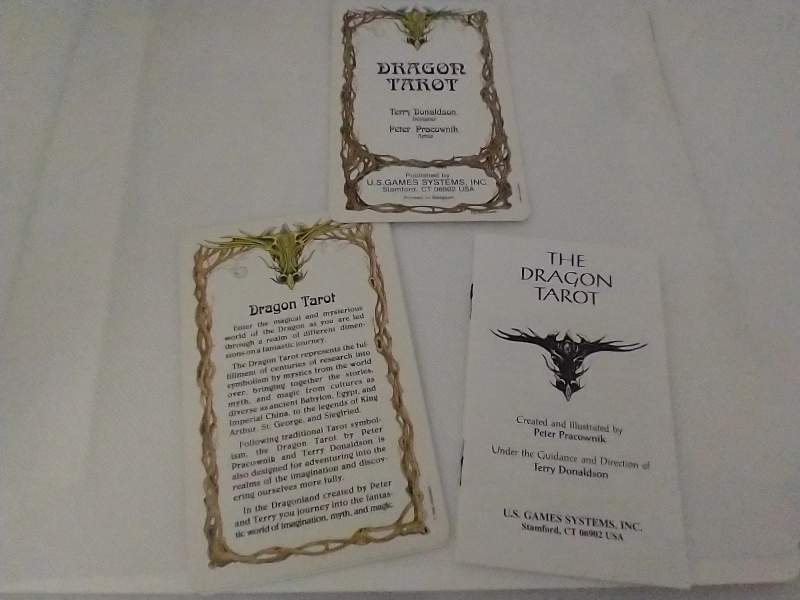 DRAGON
TAROT
Terry Donaldson
Designer
Peter Pracownik
Artist
Published by
U.S. GAMES SYSTEMS, INC.
Stamford, CT 06902 USA
Printed in Belgium
Dragon Tarot
Enter the magical and mysterious
world of the Dragon as you are led
through a realm of different dimen-
sions on a fantastic journey.
The Dragon Tarot represents the ful-
fillment of centuries of research into
symbolism by mystics from the world
over, bringing together the stories,
myth, and magic from cultures as
diverse as ancient Babylon, Egypt, and
Imperial China, to the legends of King
Arthur, St. George, and Siegfried.
Following traditional Tarot symbol-
ism, the Dragon Tarot by Peter
Pracownik and Terry Donaldson is
also designed for adventuring into the
realms of the imagination and discov-
ering ourselves more fully.
In the Dragonland created by Peter
and Terry you journey into the fantas-
tic world of imagination, myth, and magic.
THE
DRAGON
TAROT
Created and Illustrated by
Peter Pracownik
Under the Guidance and Direction of
Terry Donaldson
U.S. GAMES SYSTEMS, INC.
Stamford, CT 06902 USA